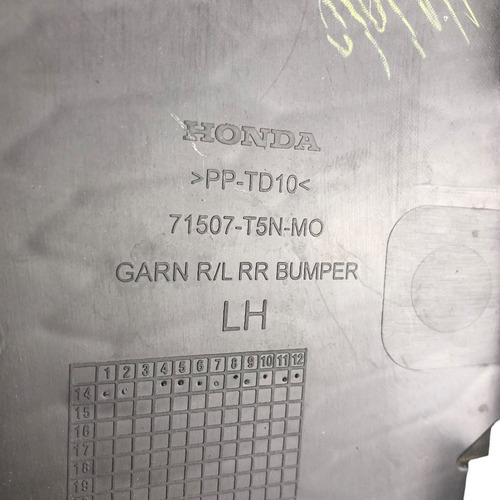 HONDA
>PP-TD10<
71507-T5N-MO
GARN R/L RR BUMPER
LH
1 2 3 4 5 6 7 8 9 10 11 12
14
15
16
17
18
19